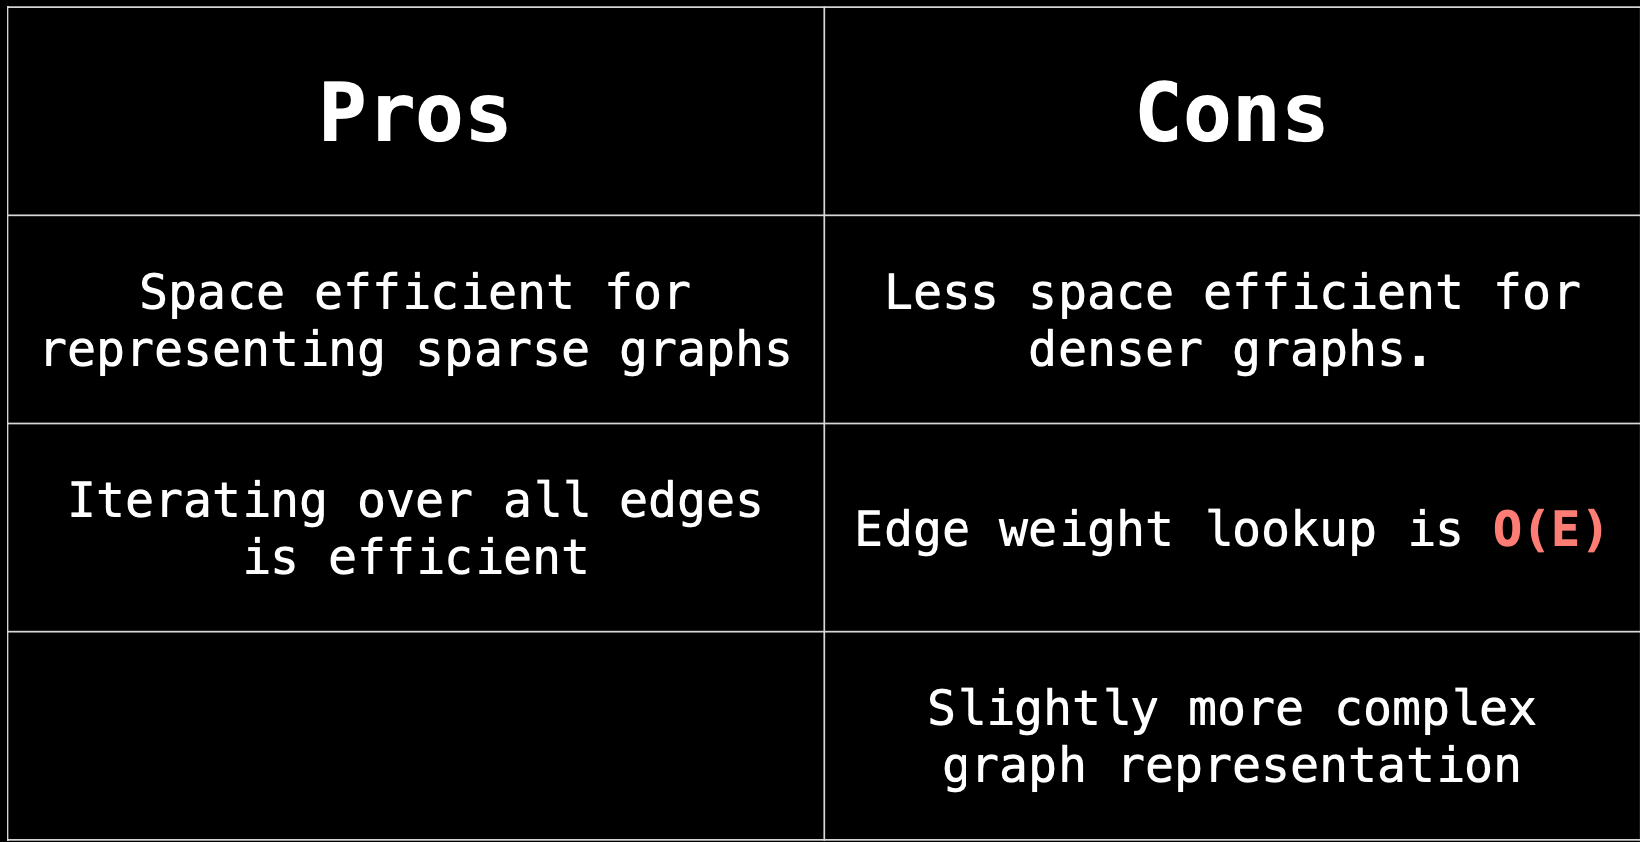 Pros
Cons
Space efficient for
representing sparse graphs
Less space efficient for
denser graphs.
Iterating over all edges
is efficient
Edge weight lookup is O(E)
Slightly more complex
graph representation